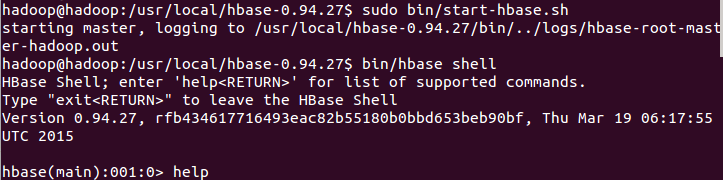 hadoop@hadoop:/usr/local/hbase-0.94.27$ sudo bin/start-hbase.sh
starting master, logging to /usr/local/hbase-0.94.27/bin/../logs/hbase-root-mast
er-hadoop.out
hadoop@hadoop:/usr/local/hbase-0.94.27$ bin/hbase shell
HBase Shell; enter 'help<RETURN>' for list of supported commands.
Type "exit<RETURN>" to leave the HBase Shell
Version 0.94.27, rfb434617716493eac82b55180b0bbd653beb90bf, Thu Mar 19 06:17:55
UTC 2015
hbase(main):001:0> help